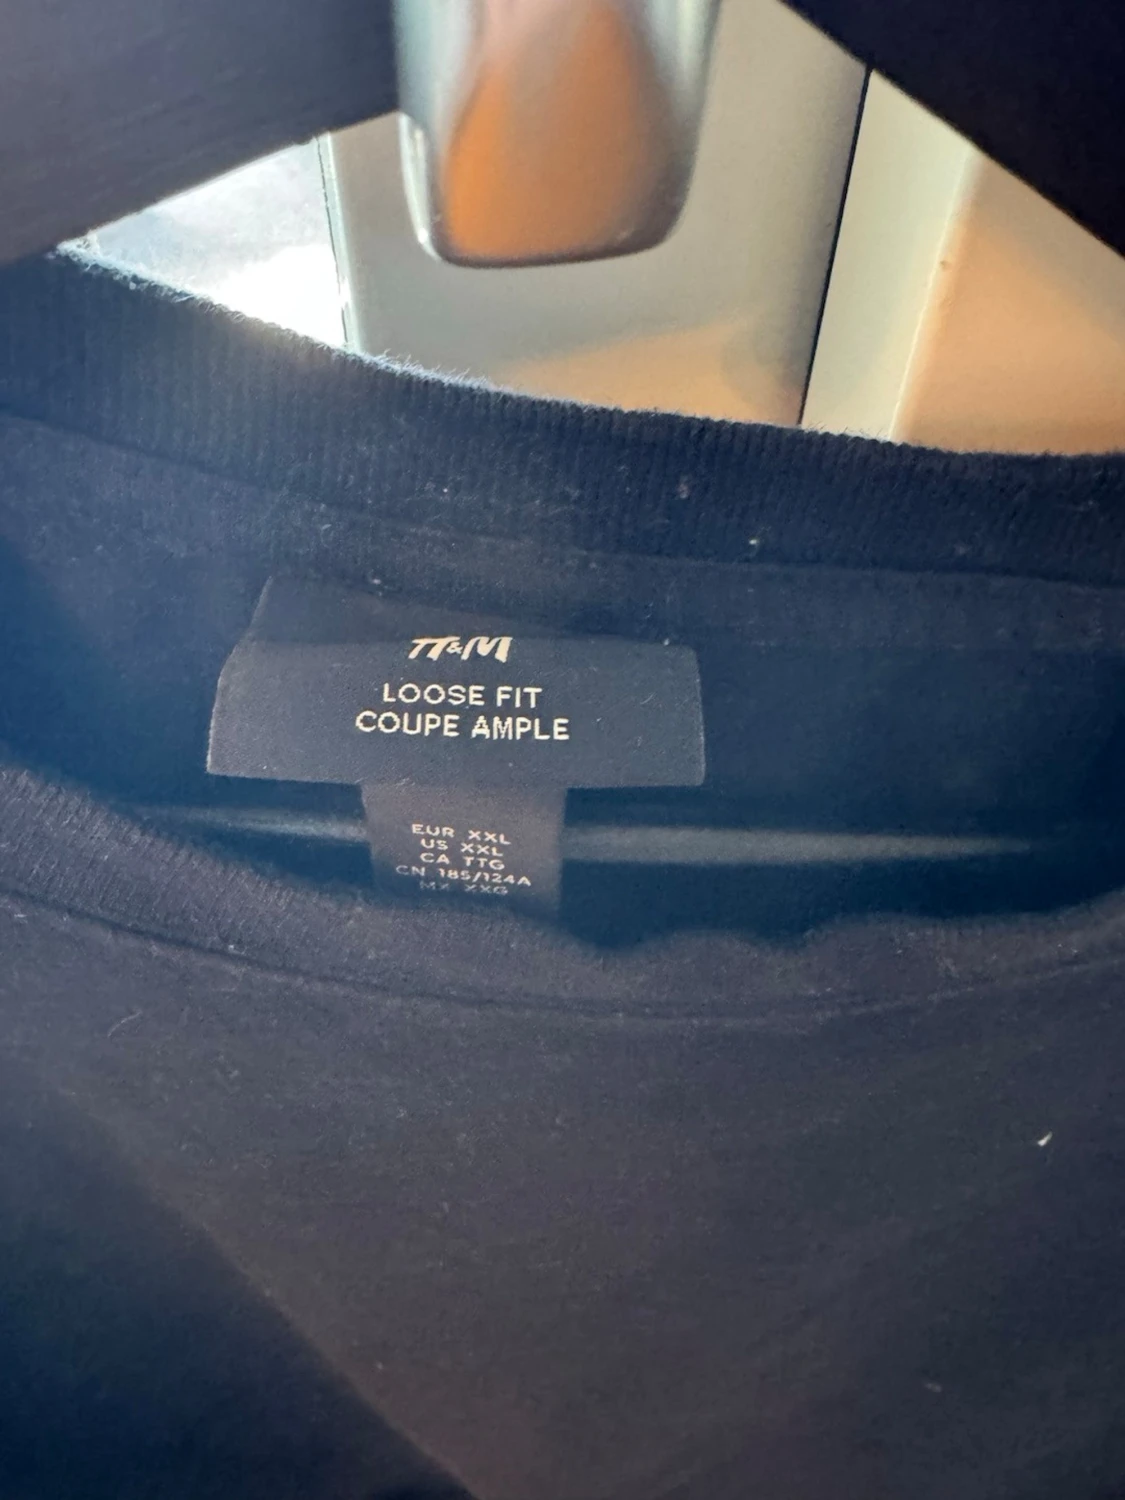 H&M
LOOSE FIT
COUPE AMPLE
EUR XXL
US XXL
CA TTG
CN 185/124A
MX XXG